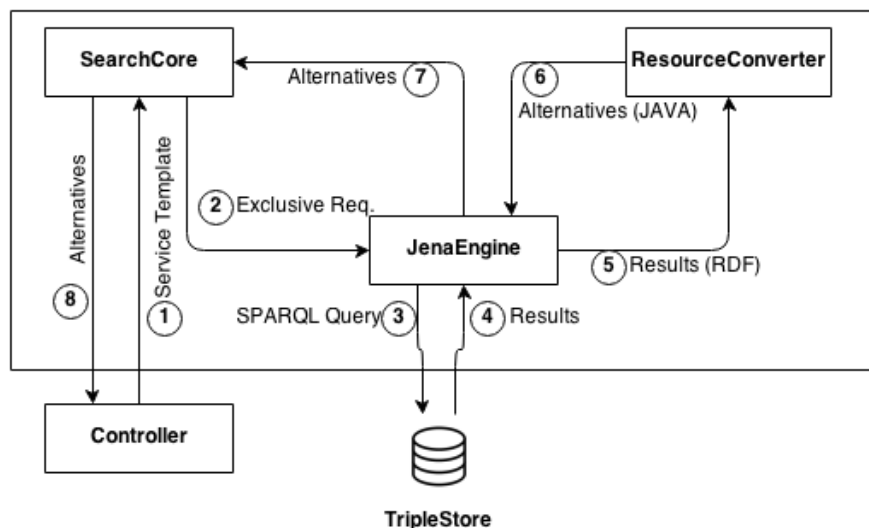 SearchCore
ResourceConverter
Alternatives 7
6
Alternatives (JAVA)
Alternatives
Service Template
2 Exclusive Req.
JenaEngine
5
Results (RDF)
8
1
SPARQL Query 3
4 Results
Controller
TripleStore